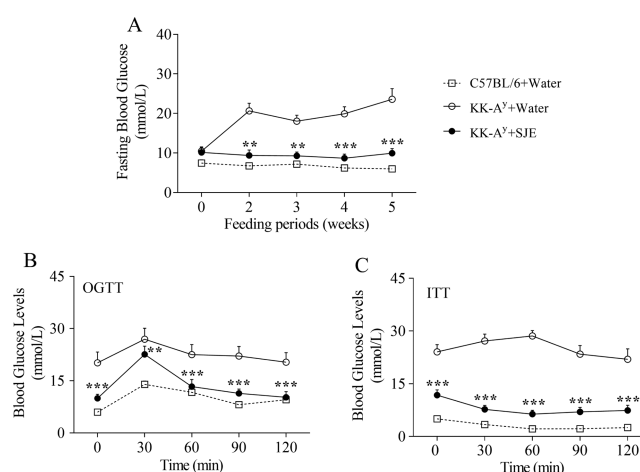 A
Fasting Blood Glucose
(mmol/L)
40
30
20
10
0
** ** *** ***
0 2 3 4 5
Feeding periods (weeks)
C57BL/6+Water
KK-Aʸ+Water
KK-Aʸ+SJE
B
OGTT
Blood Glucose Levels
(mmol/L)
45
30
15
0
*** ** *** *** ***
0 30 60 90 120
Time (min)
C
ITT
Blood Glucose Levels
(mmol/L)
45
30
15
0
*** *** *** *** ***
0 30 60 90 120
Time (min)